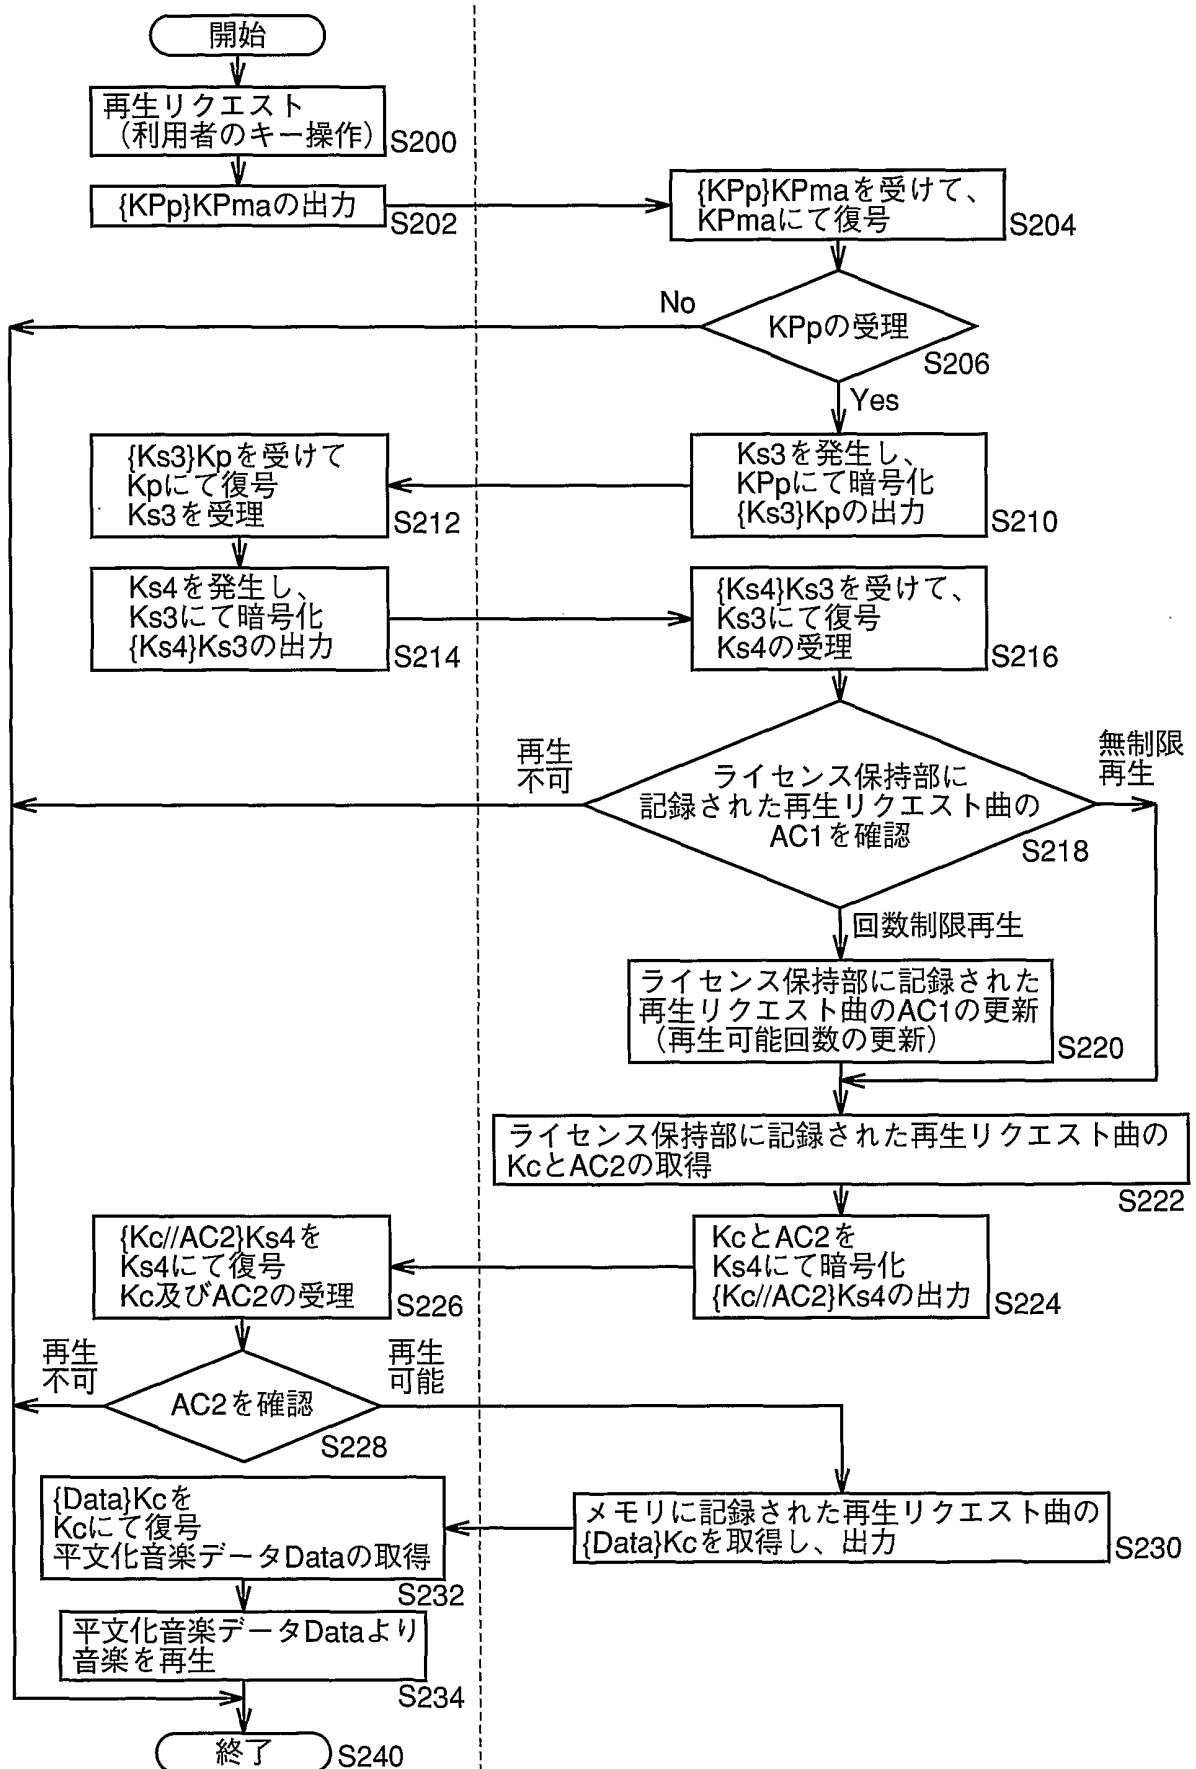 開始
再生リクエスト
（利用者のキー操作）
S200
{KPp}KPmaの出力
S202
{KPp}KPmaを受けて、
KPmaにて復号
S204
No
KPpの受理
S206
Yes
{Ks3}Kpを受けて
Kpにて復号
Ks3を受理
S212
Ks3を発生し、
KPpにて暗号化
{Ks3}Kpの出力
S210
Ks4を発生し、
Ks3にて暗号化
{Ks4}Ks3の出力
S214
{Ks4}Ks3を受けて、
Ks3にて復号
Ks4の受理
S216
再生
不可
無制限
再生
ライセンス保持部に
記録された再生リクエスト曲の
AC1を確認
S218
回数制限再生
ライセンス保持部に記録された
再生リクエスト曲のAC1の更新
（再生可能回数の更新）
S220
ライセンス保持部に記録された再生リクエスト曲の
KcとAC2の取得
S222
{Kc//AC2}Ks4を
Ks4にて復号
Kc及びAC2の受理
S226
KcとAC2を
Ks4にて暗号化
{Kc//AC2}Ks4の出力
S224
再生
不可
再生
可能
AC2を確認
S228
{Data}Kcを
Kcにて復号
平文化音楽データDataの取得
S232
メモリに記録された再生リクエスト曲の
{Data}Kcを取得し、出力
S230
平文化音楽データDataより
音楽を再生
S234
終了
S240